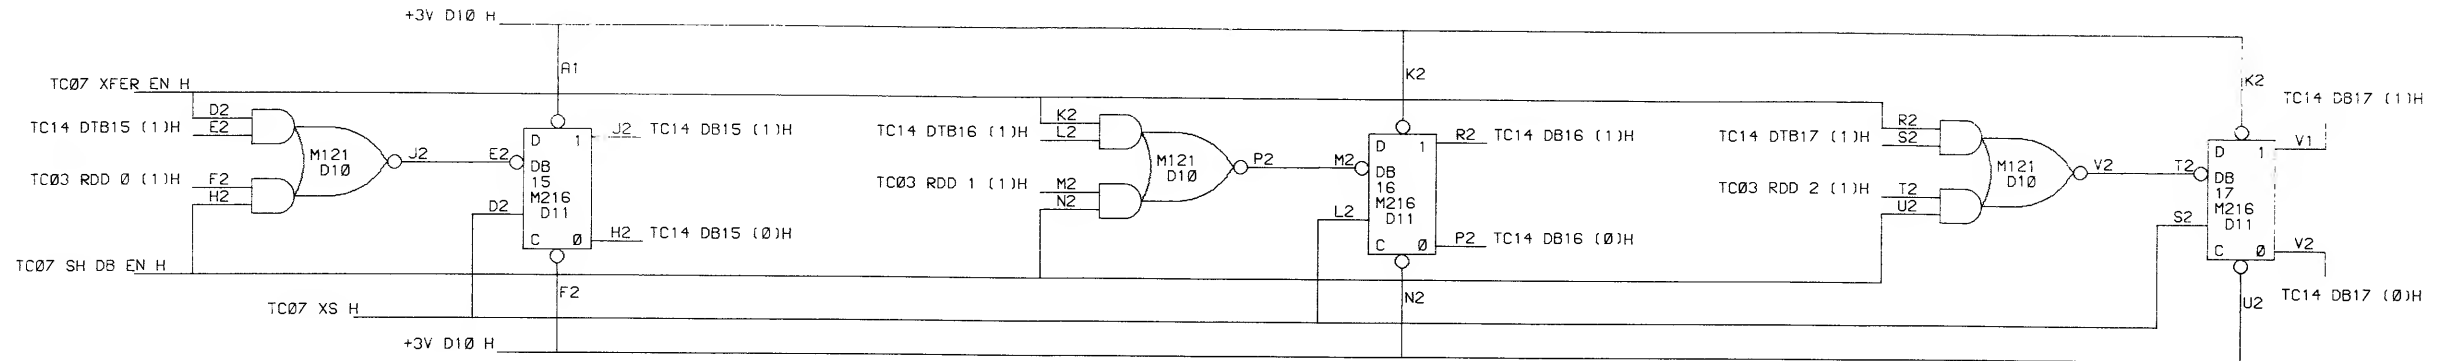 +3V D10 H
A1
K2
K2
TC07 XFER EN H
TC14 DB17 (1)H
D2
TC14 DTB15 (1)H E2
M121
D10
J2
E2
TC03 RDD 0 (1)H F2
H2
D 1
DB
15
M216
D11
C 0
J2 TC14 DB15 (1)H
H2 TC14 DB15 (0)H
D2
F2
K2
TC14 DTB16 (1)H L2
M121
D10
P2
M2
TC03 RDD 1 (1)H M2
N2
D 1
DB
16
M216
D11
C 0
R2 TC14 DB16 (1)H
P2 TC14 DB16 (0)H
L2
N2
R2
TC14 DTB17 (1)H S2
M121
D10
V2
T2
TC03 RDD 2 (1)H T2
U2
D 1
DB
17
M216
D11
C 0
V1
V2
S2
U2
TC14 DB17 (0)H
TC07 SH DB EN H
TC07 XS H
+3V D10 H